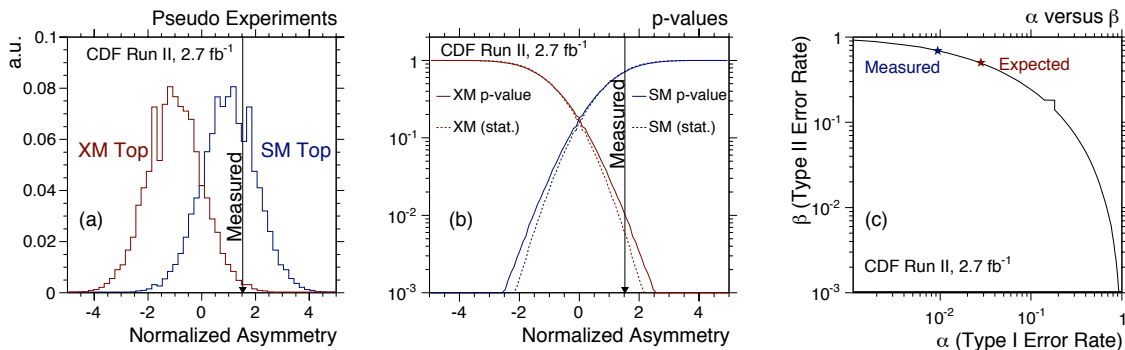 Pseudo Experiments
a.u.
0.1
0.08
0.06
0.04
0.02
0
CDF Run II, 2.7 fb⁻¹
XM Top
SM Top
Measured
(a)
-4 -2 0 2 4
Normalized Asymmetry
p-values
1
10⁻¹
10⁻²
10⁻³
CDF Run II, 2.7 fb⁻¹
XM p-value
XM (stat.)
SM p-value
SM (stat.)
Measured
(b)
-4 -2 0 2 4
Normalized Asymmetry
α versus β
β (Type II Error Rate)
1
10⁻¹
10⁻²
10⁻³
Measured
Expected
(c)
CDF Run II, 2.7 fb⁻¹
10⁻² 10⁻¹ 1
α (Type I Error Rate)